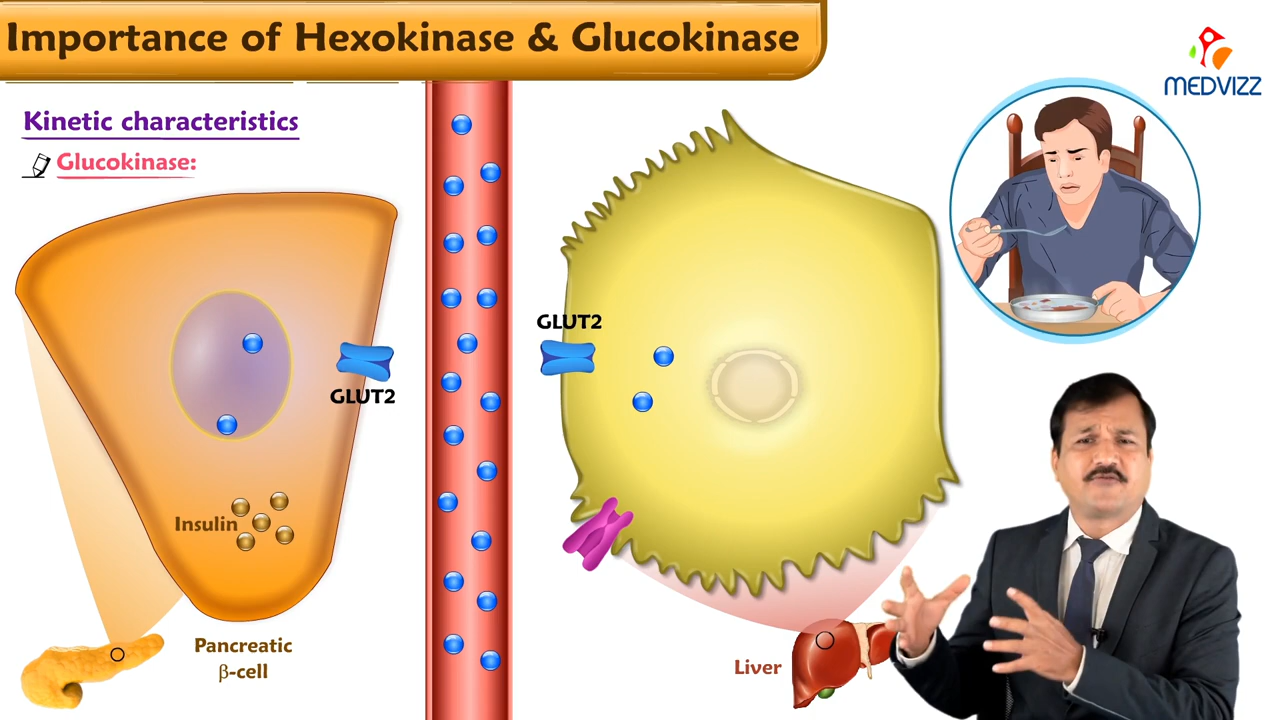 Importance of Hexokinase & Glucokinase
MEDVIZZ
Kinetic characteristics
Glucokinase:
GLUT2
GLUT2
Insulin
Pancreatic
β-cell
Liver